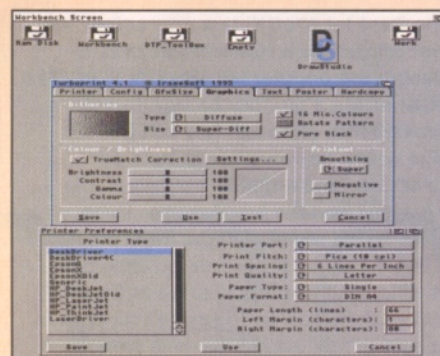 Workbench Screen
Ram Disk Workbench DTP_ToolBox Empty DrawStudio Work
Turboprint 4.1 © IrseeSoft 1995
Printer Config GfxSize Graphics Text Poster Hardcopy
Dithering
Type Diffuse
Size Super-Diff
16 Mio.Colours
Rotate Pattern
Pure Black
Colour / Brightness
TrueMatch Correction Settings...
Brightness 100
Contrast 100
Gamma 100
Colour 100
Printout
Smoothing
Super
Negative
Mirror
Save Use Test Cancel
Printer Preferences
Printer Type
DeskDriver
DeskDriver4C
EpsonQ
EpsonX
EpsonXOld
Generic
HP_DeskJet
HP_DeskJetOld
HP_LaserJet
HP_PaintJet
HP_ThinkJet
LaserDriver
Printer Port: Parallel
Print Pitch: Pica (10 cpi)
Print Spacing: 6 Lines Per Inch
Print Quality: Letter
Paper Type: Single
Paper Format: DIN A4
Paper Length (lines) : 66
Left Margin (characters): 1
Right Margin (characters): 80
Save Use Cancel